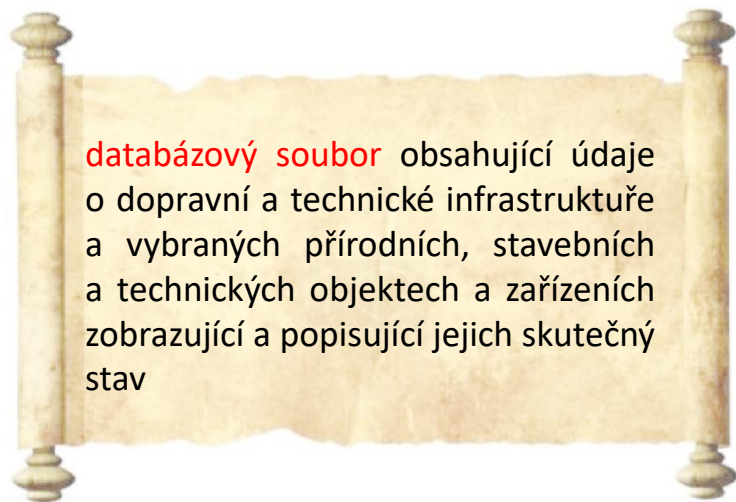 databázový soubor obsahující údaje
o dopravní a technické infrastruktuře
a vybraných přírodních, stavebních
a technických objektech a zařízeních
zobrazující a popisující jejich skutečný
stav